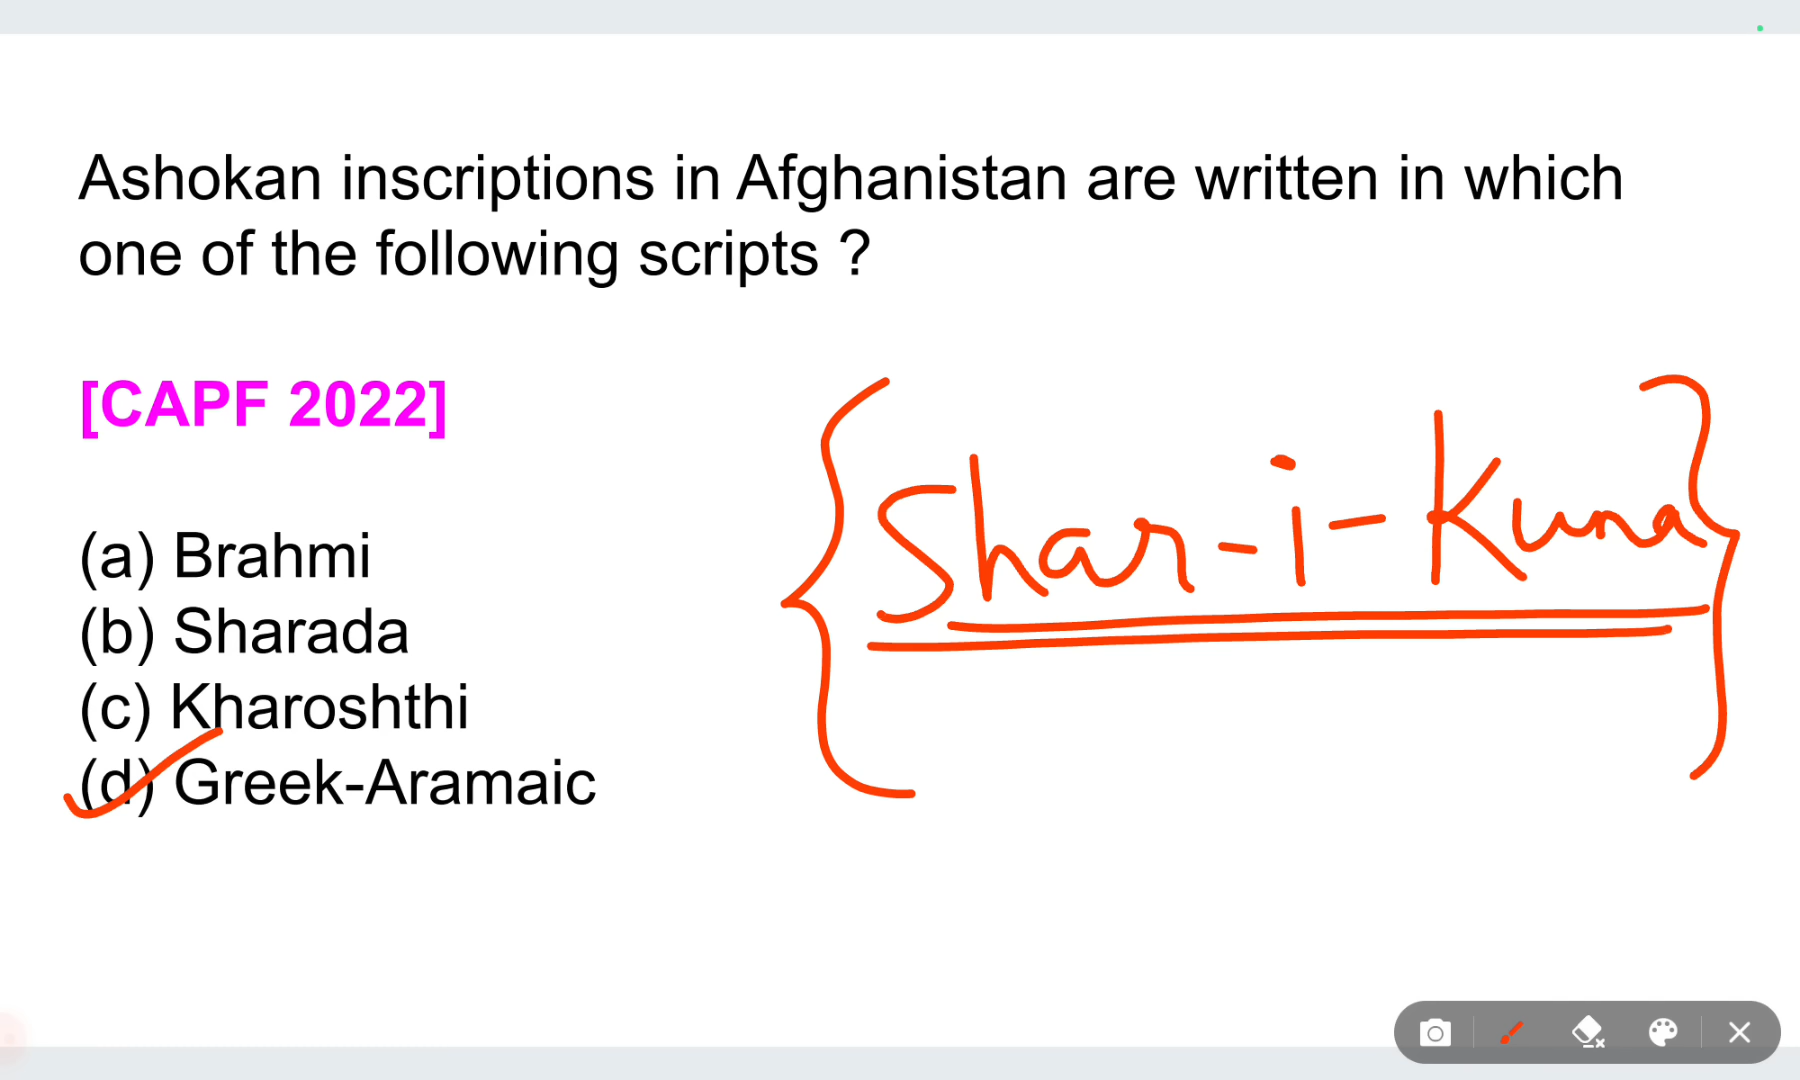 Ashokan inscriptions in Afghanistan are written in which
one of the following scripts ?
[CAPF 2022]
Shar-i-Kuna
(a) Brahmi
(b) Sharada
(c) Kharoshthi
(d) Greek-Aramaic